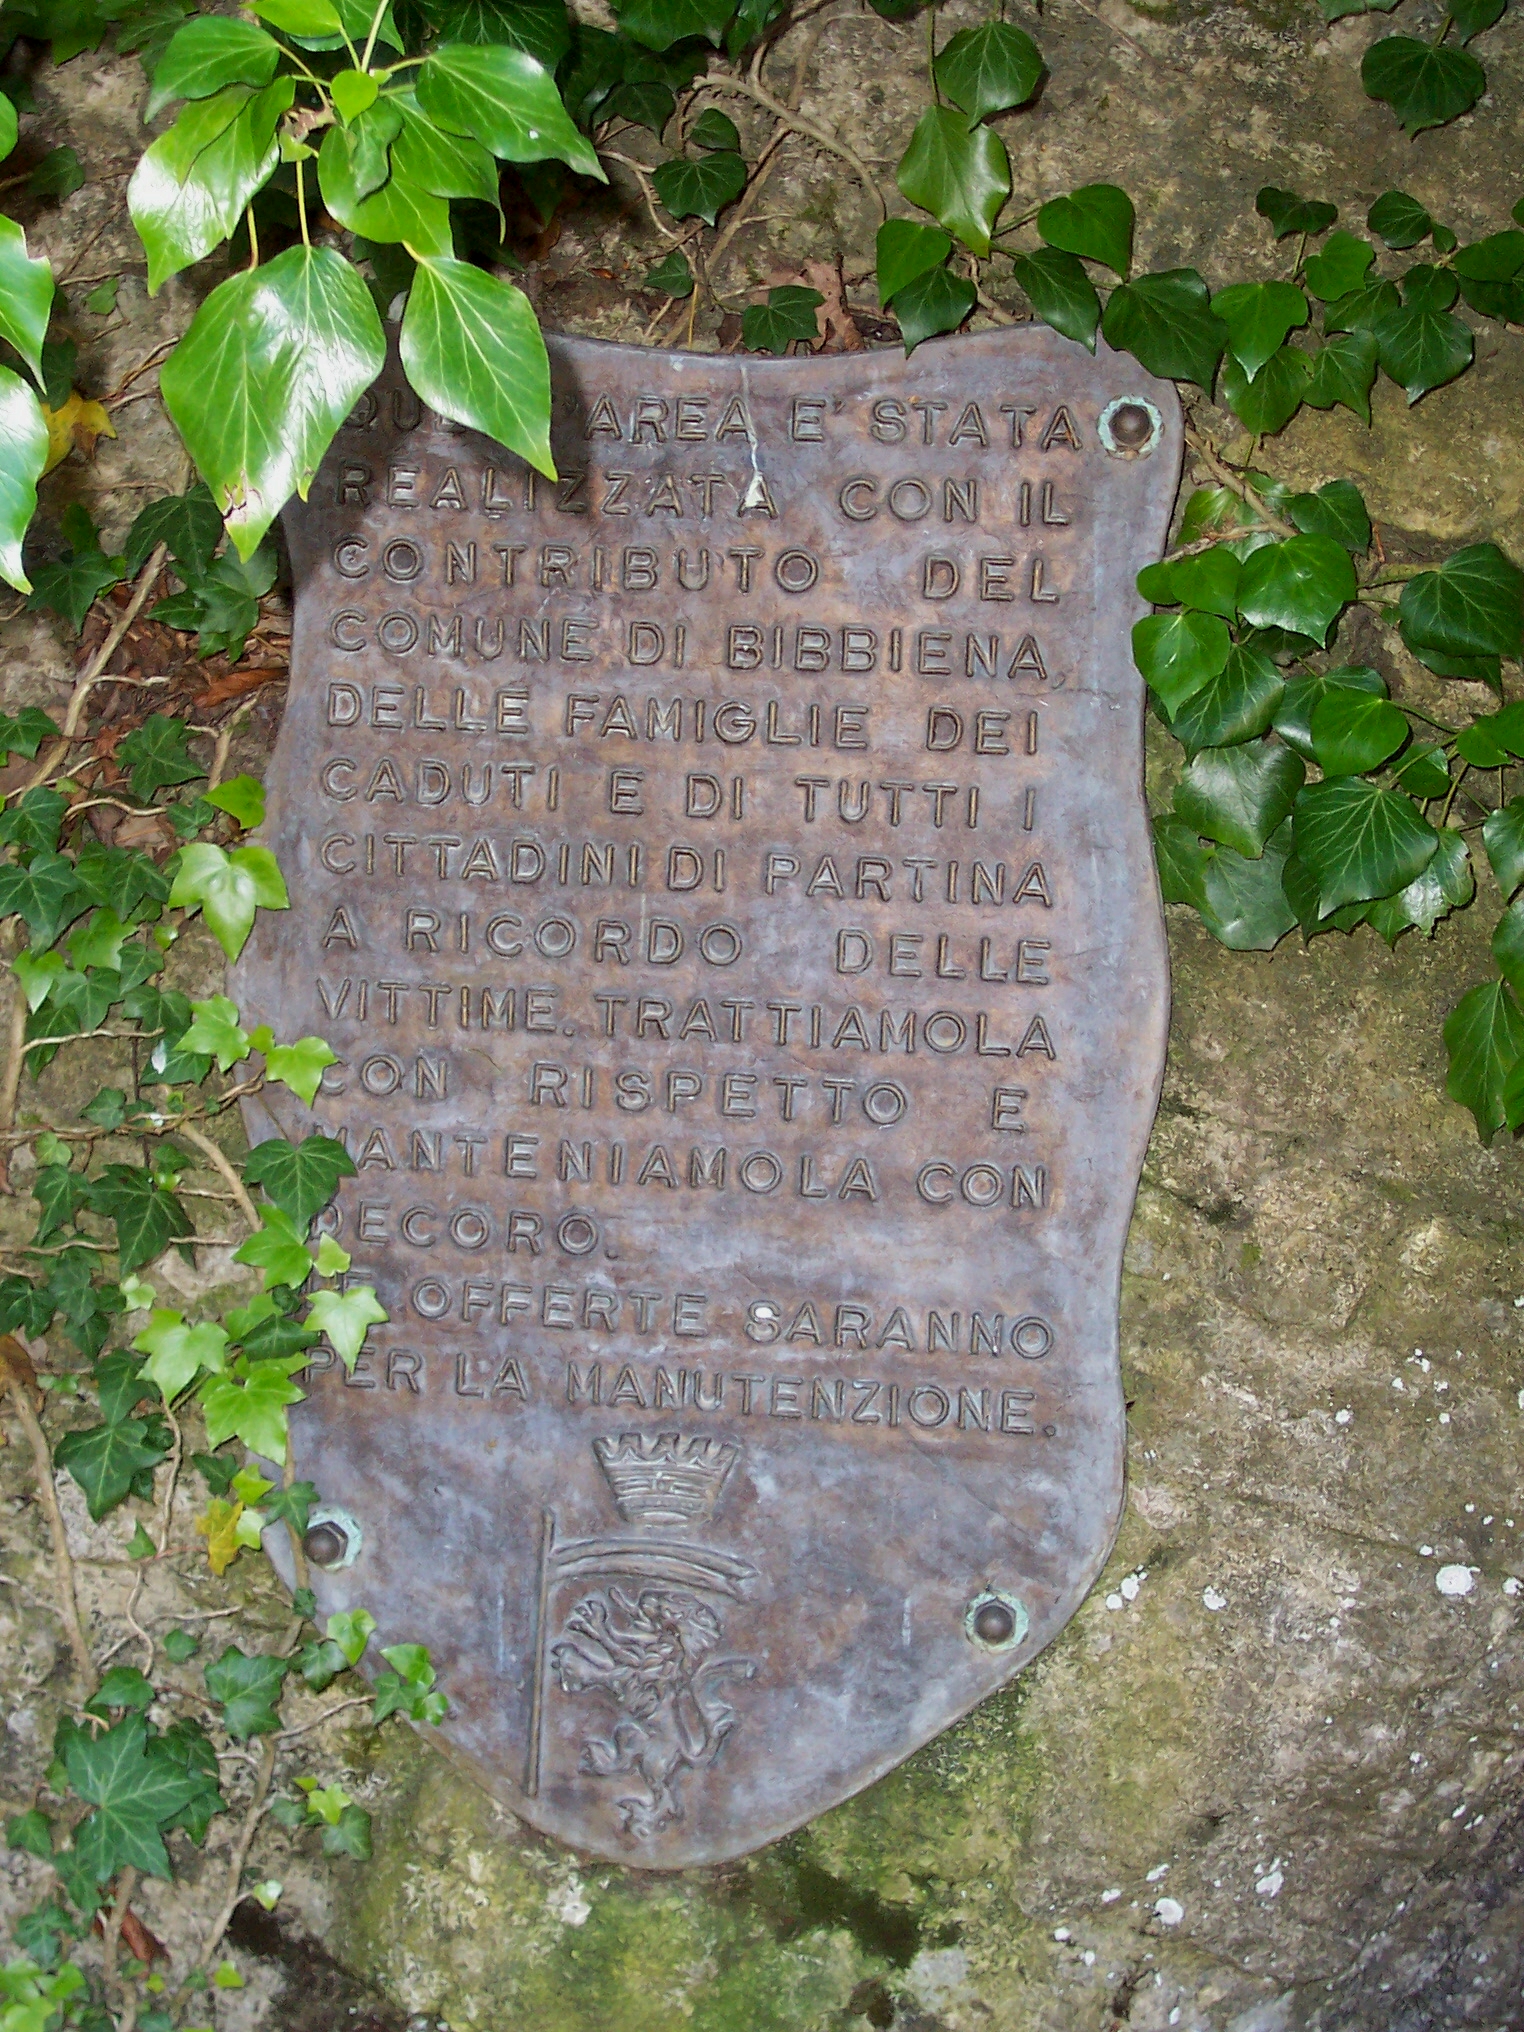 'AREA E' STATA
REALIZZATA CON IL
CONTRIBUTO DEL
COMUNE DI BIBBIENA,
DELLE FAMIGLIE DEI
CADUTI E DI TUTTI I
CITTADINI DI PARTINA
A RICORDO DELLE
VITTIME. TRATTIAMOLA
CON RISPETTO E
MANTENIAMOLA CON
DECORO.
LE OFFERTE SARANNO
PER LA MANUTENZIONE.